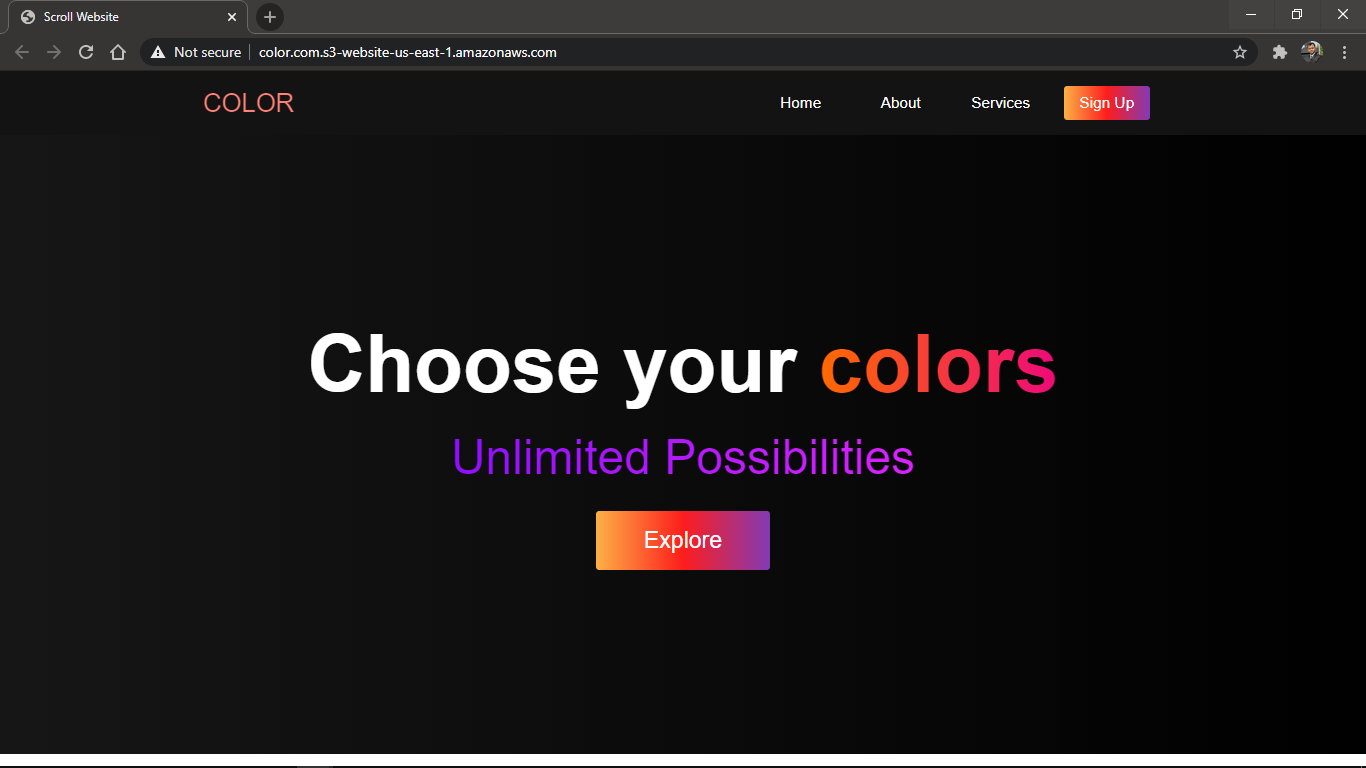 Scroll Website
Not secure
color.com.s3-website-us-east-1.amazonaws.com
COLOR
Home
About
Services
Sign Up
Choose your colors
Unlimited Possibilities
Explore